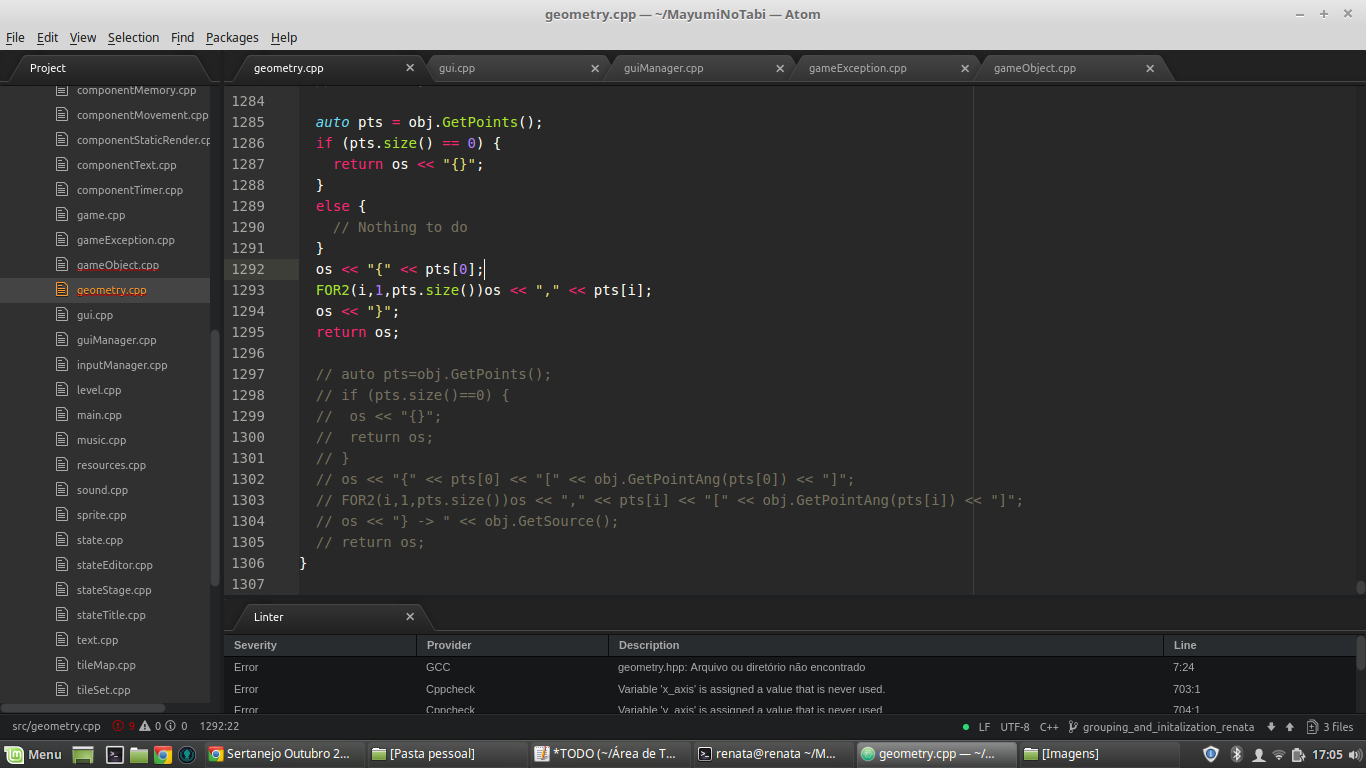 geometry.cpp — ~/MayumiNoTabi — Atom
File Edit View Selection Find Packages Help
Project
geometry.cpp
gui.cpp
guiManager.cpp
gameException.cpp
gameObject.cpp
componentMemory.cpp
componentMovement.cpp
componentStaticRender.cp
componentText.cpp
componentTimer.cpp
game.cpp
gameException.cpp
gameObject.cpp
geometry.cpp
gui.cpp
guiManager.cpp
inputManager.cpp
level.cpp
main.cpp
music.cpp
resources.cpp
sound.cpp
sprite.cpp
state.cpp
stateEditor.cpp
stateStage.cpp
stateTitle.cpp
text.cpp
tileMap.cpp
tileSet.cpp
1284
1285 auto pts = obj.GetPoints();
1286 if (pts.size() == 0) {
1287 return os << "{}";
1288 }
1289 else {
1290 // Nothing to do
1291 }
1292 os << "{" << pts[0];
1293 FOR2(i,1,pts.size())os << "," << pts[i];
1294 os << "}";
1295 return os;
1296
1297 // auto pts=obj.GetPoints();
1298 // if (pts.size()==0) {
1299 //  os << "{}";
1300 //  return os;
1301 // }
1302 // os << "{" << pts[0] << "[" << obj.GetPointAng(pts[0]) << "]";
1303 // FOR2(i,1,pts.size())os << "," << pts[i] << "[" << obj.GetPointAng(pts[i]) << "]";
1304 // os << "} -> " << obj.GetSource();
1305 // return os;
1306 }
1307
Linter
Severity Provider Description Line
Error GCC geometry.hpp: Arquivo ou diretório não encontrado 7:24
Error Cppcheck Variable 'x_axis' is assigned a value that is never used. 703:1
Error Cppcheck Variable 'y_axis' is assigned a value that is never used. 704:1
src/geometry.cpp 9 0 0 1292:22 LF UTF-8 C++ grouping_and_initalization_renata 3 files
Menu Sertanejo Outubro 2... [Pasta pessoal] *TODO (~/Área de T... renata@renata ~/M... geometry.cpp — ~/... [Imagens] 17:05